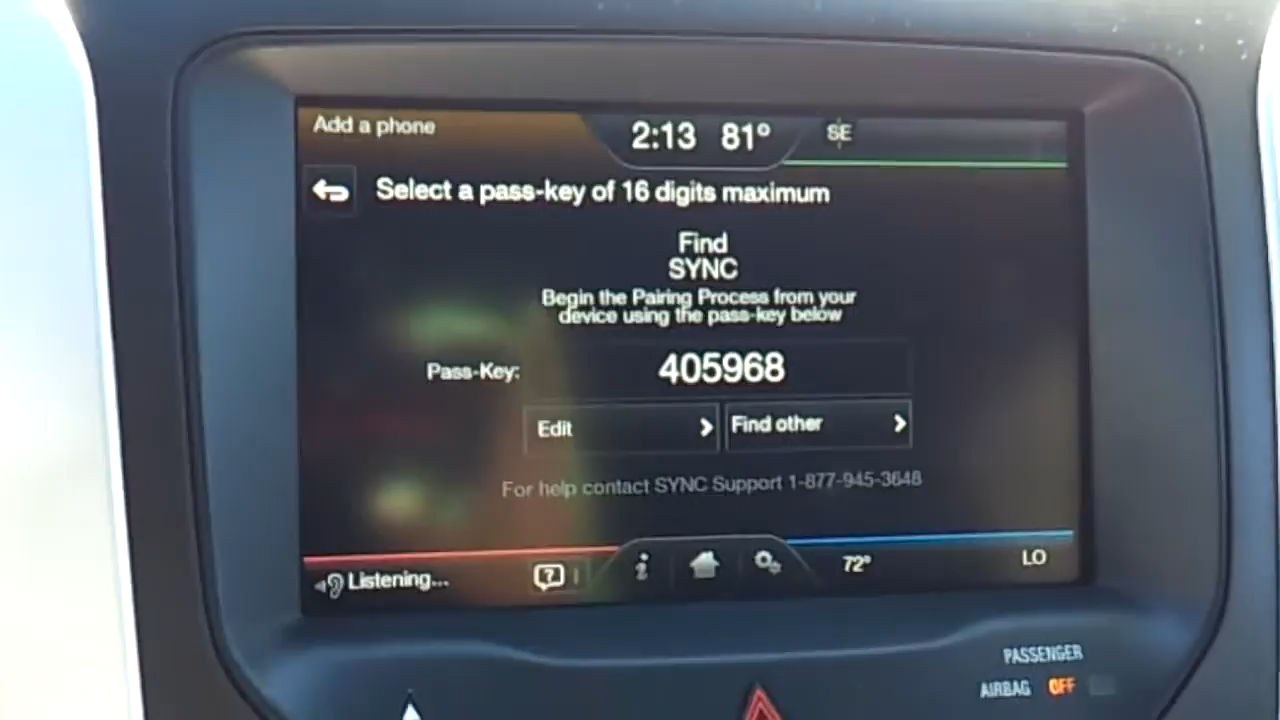 Add a phone
2:13 81° SE
Select a pass-key of 16 digits maximum
Find
SYNC
Begin the Pairing Process from your
device using the pass-key below
Pass-Key: 405968
Edit
Find other
For help contact SYNC Support 1-877-945-3648
Listening...
?
i
72°
LO
PASSENGER
AIRBAG OFF